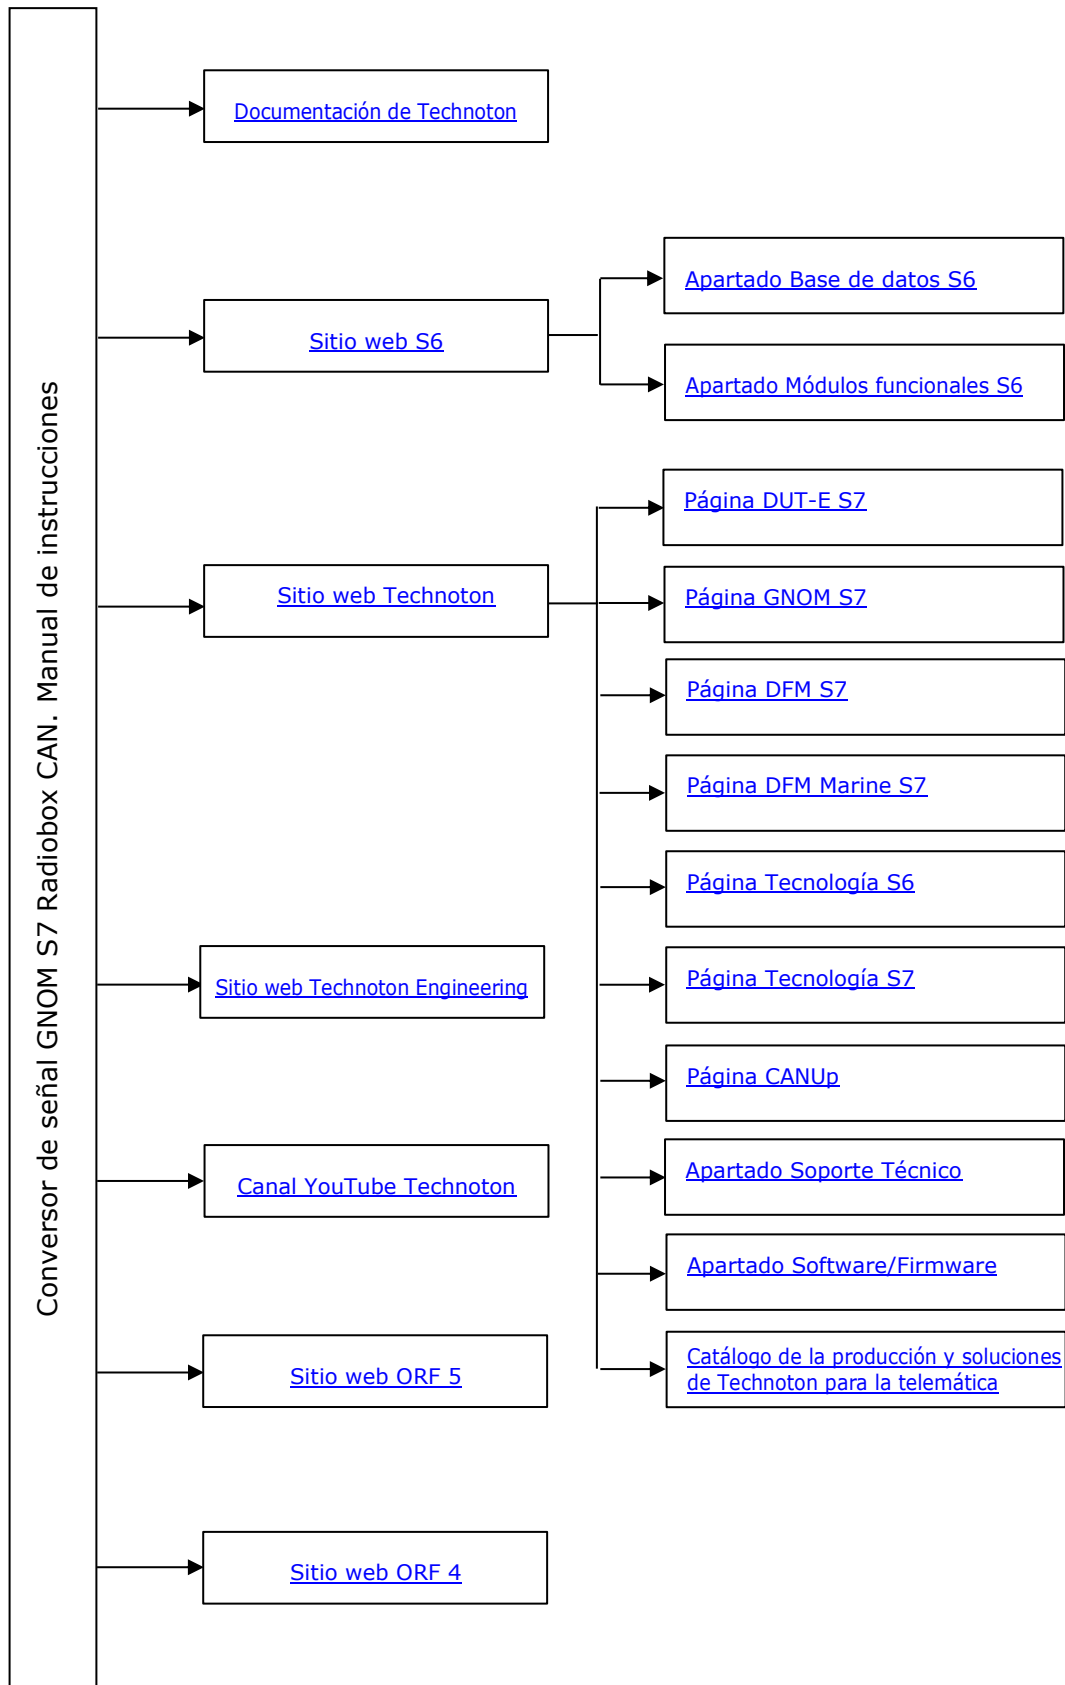 Conversor de señal GNOM S7 Radiobox CAN. Manual de instrucciones
Documentación de Technoton
Sitio web S6
Apartado Base de datos S6
Apartado Módulos funcionales S6
Sitio web Technoton
Página DUT-E S7
Página GNOM S7
Página DFM S7
Página DFM Marine S7
Página Tecnología S6
Página Tecnología S7
Página CANUp
Apartado Soporte Técnico
Apartado Software/Firmware
Catálogo de la producción y soluciones
de Technoton para la telemática
Sitio web Technoton Engineering
Canal YouTube Technoton
Sitio web ORF 5
Sitio web ORF 4